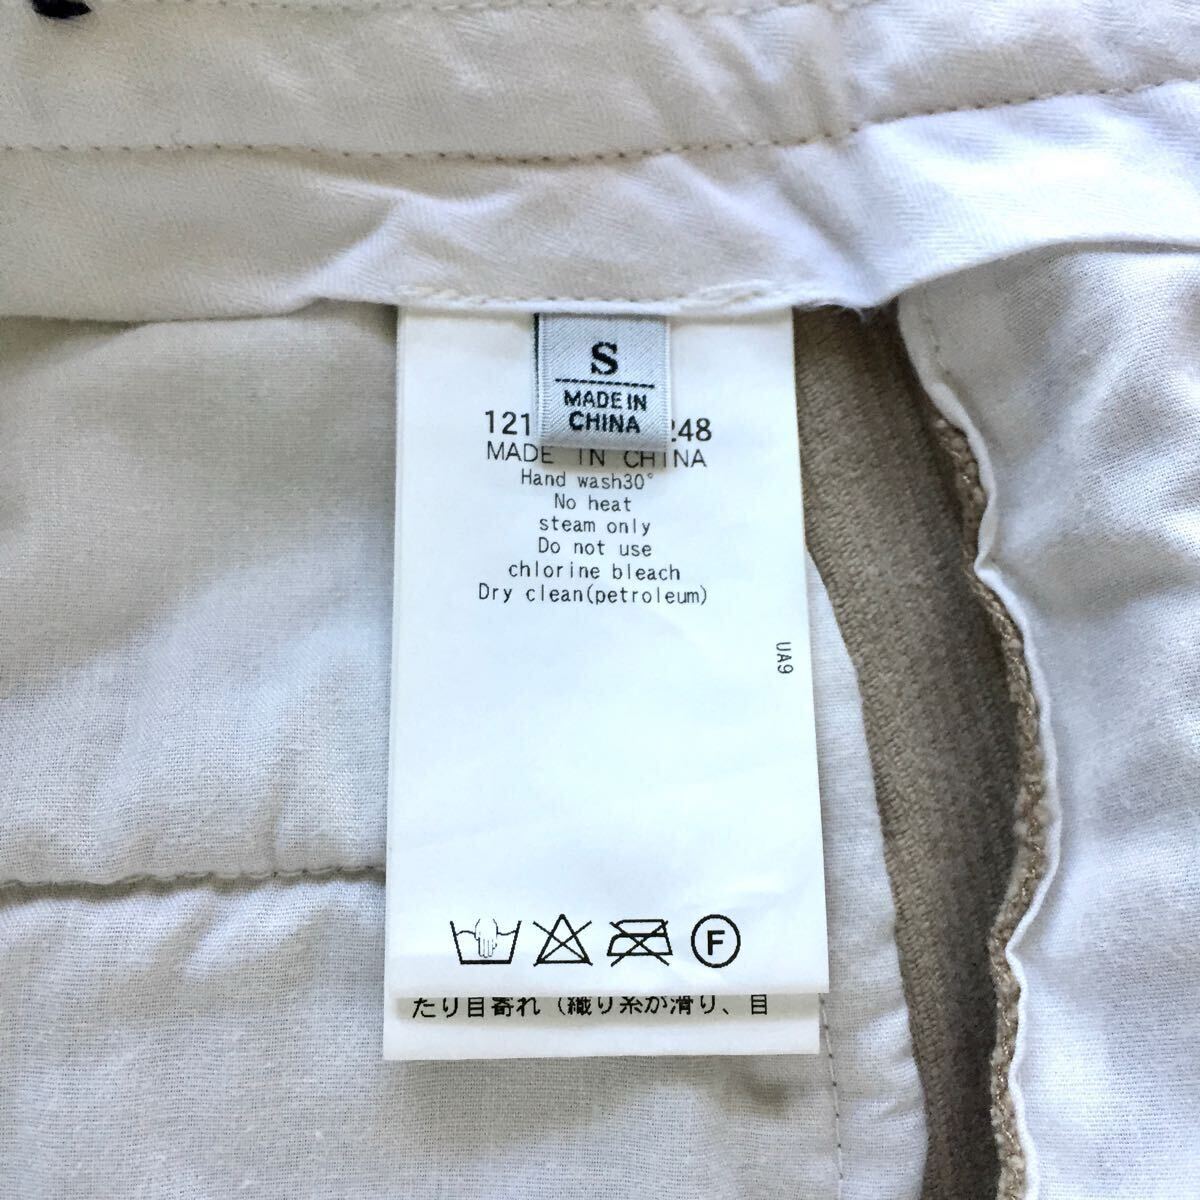 S
MADE IN
CHINA
121 248
MADE IN CHINA
Hand wash30°
No heat
steam only
Do not use
chlorine bleach
Dry clean(petroleum)
UA9
F
たり目寄れ（織り糸が滑り、目